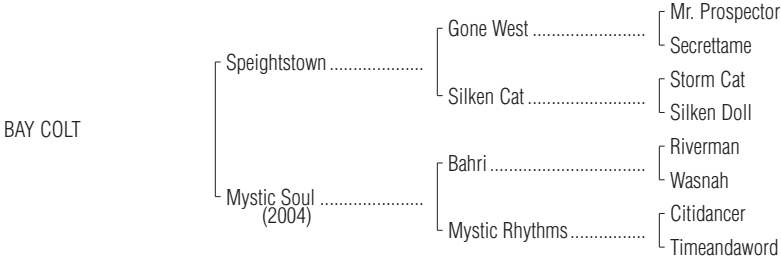 Mr. Prospector
Gone West ........................
Secrettame
Speightstown ....................
Storm Cat
Silken Cat .........................
Silken Doll
BAY COLT
Riverman
Bahri .................................
Wasnah
Mystic Soul ......................
(2004)
Citidancer
Mystic Rhythms ................
Timeandaword